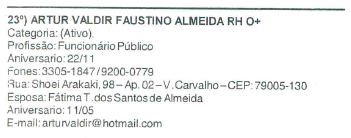 23º) ARTUR VALDIR FAUSTINO ALMEIDA RH O+
Categoria: (Ativo).
Profissão: Funcionário Público
Aniversario: 22/11
Fones: 3305-1847 / 9200-0779
Rua: Shoei Arakaki, 98 – Ap. 02 – V. Carvalho – CEP: 79005-130
Esposa: Fátima T. dos Santos de Almeida
Aniversario: 11/05
E-mail: arturvaldir@hotmail.com